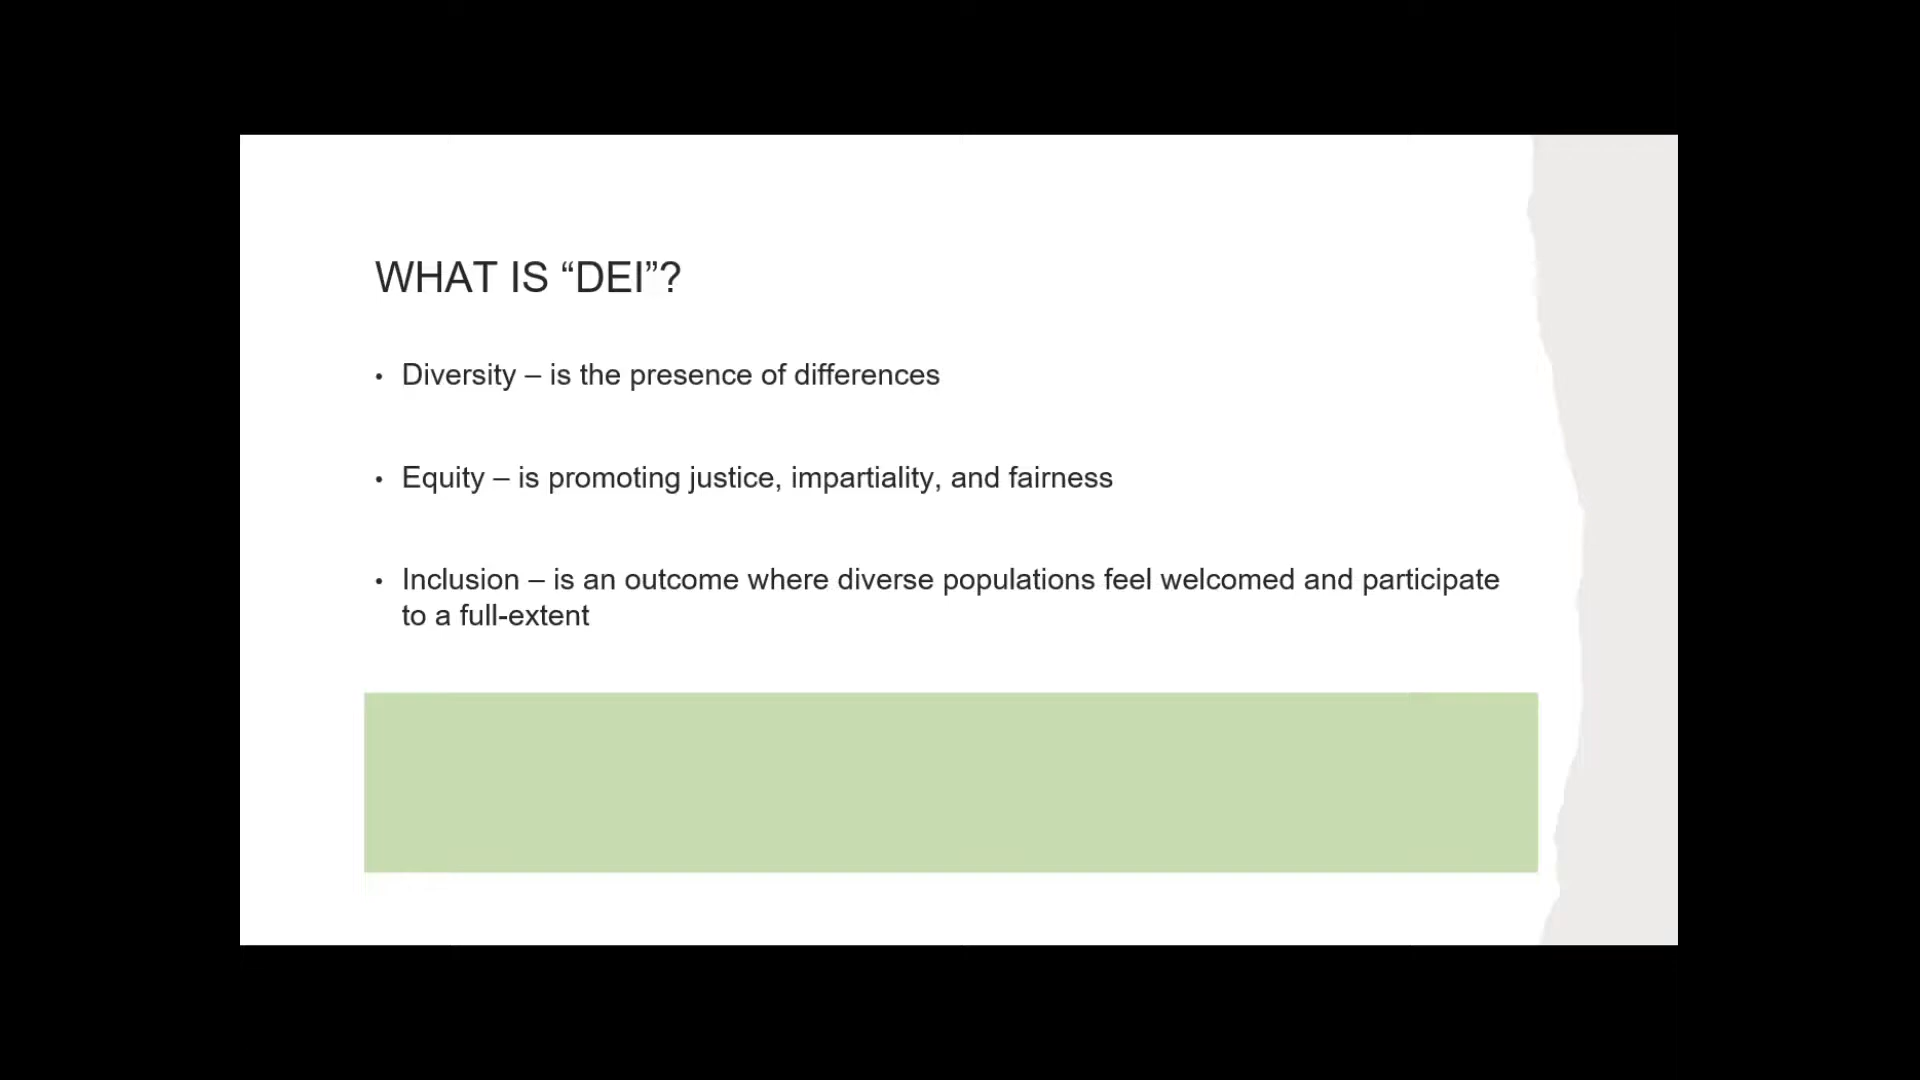 WHAT IS “DEI”?
• Diversity – is the presence of differences
• Equity – is promoting justice, impartiality, and fairness
• Inclusion – is an outcome where diverse populations feel welcomed and participate
to a full-extent